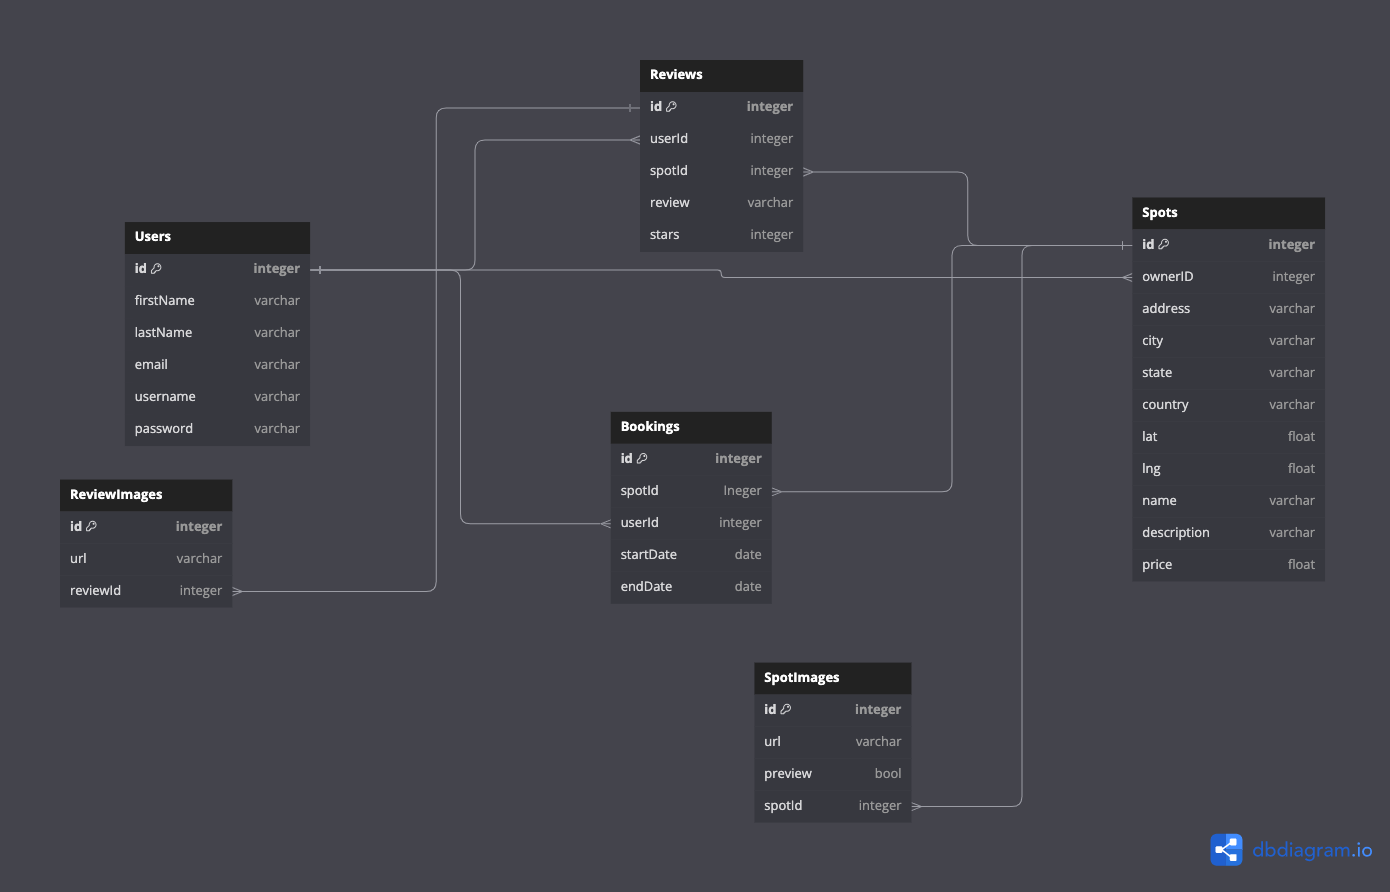 Reviews
id integer
userId integer
spotId integer
review varchar
stars integer
Spots
id integer
ownerID integer
address varchar
city varchar
state varchar
country varchar
lat float
lng float
name varchar
description varchar
price float
Users
id integer
firstName varchar
lastName varchar
email varchar
username varchar
password varchar
Bookings
id integer
spotId Ineger
userId integer
startDate date
endDate date
ReviewImages
id integer
url varchar
reviewId integer
SpotImages
id integer
url varchar
preview bool
spotId integer
dbdiagram.io